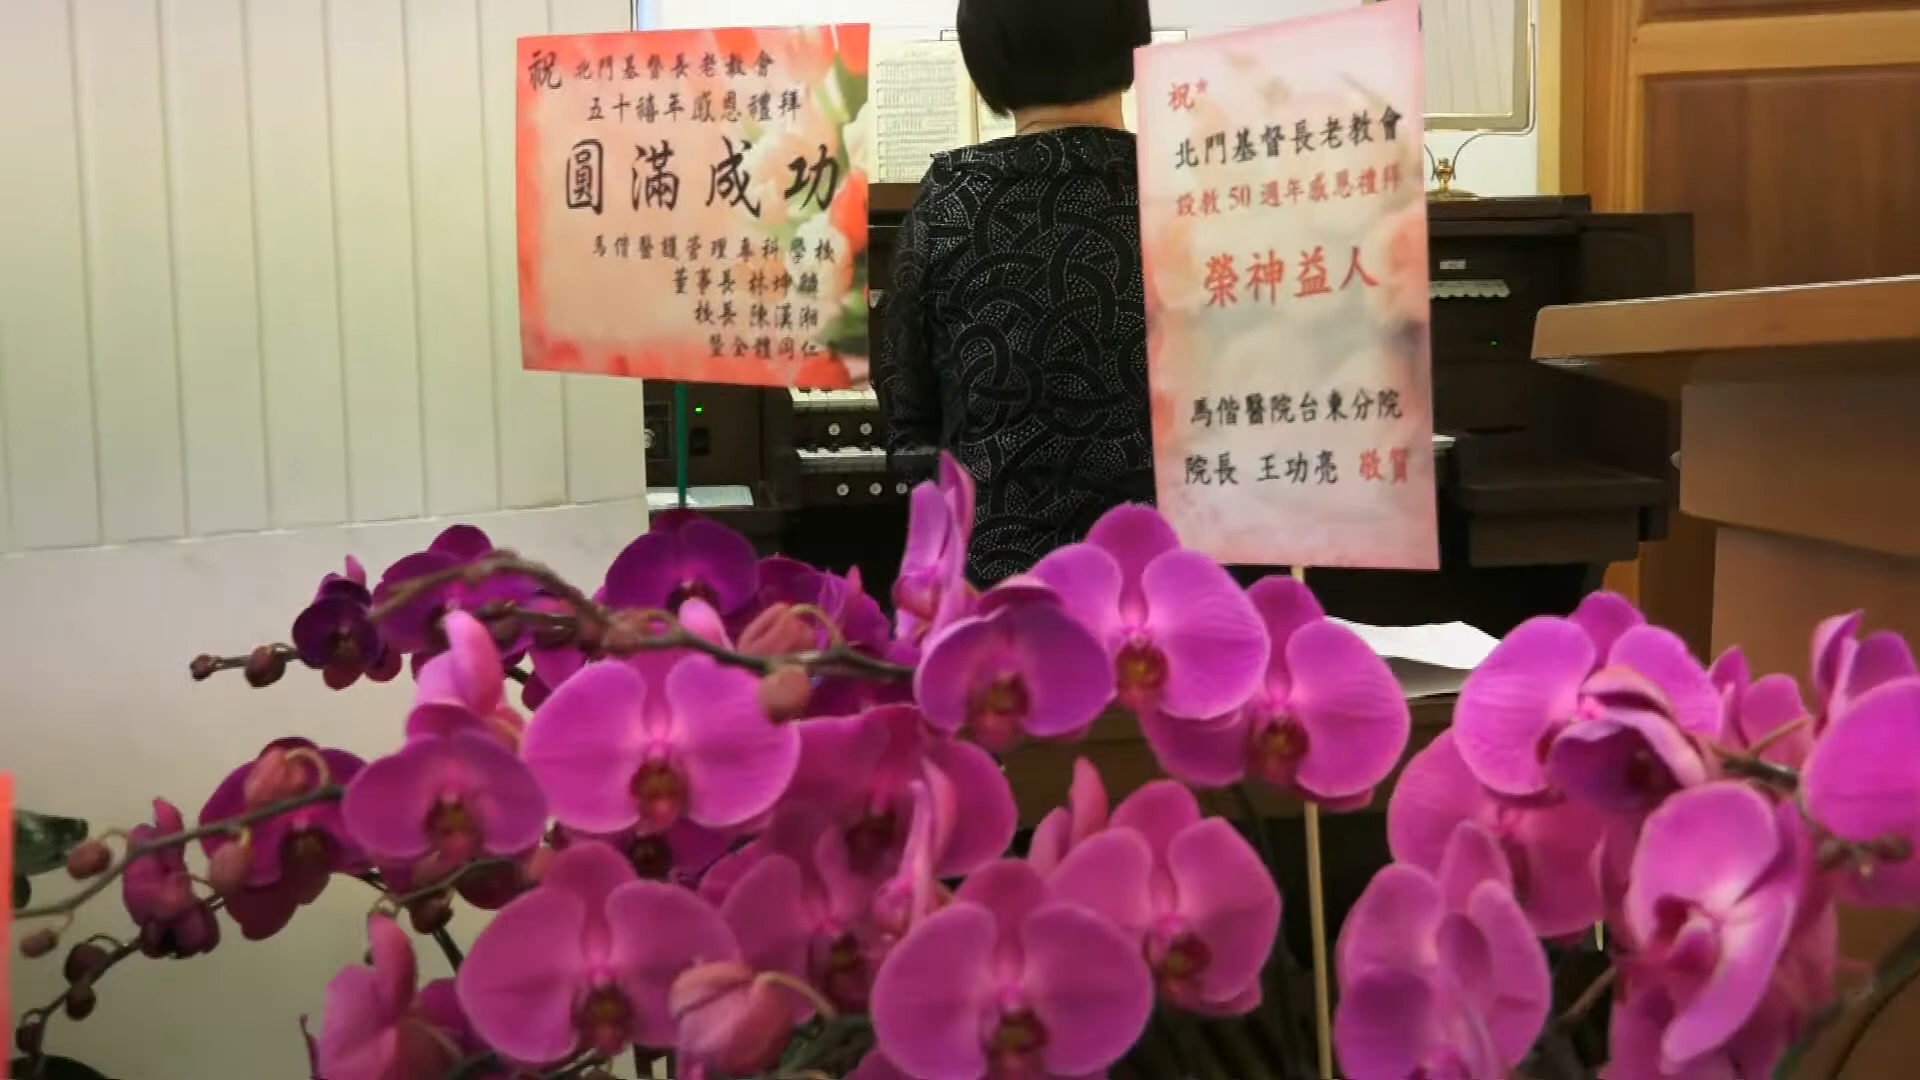 祝 北門基督長老教會
五十禧年感恩禮拜
圓滿成功
馬偕醫護管理專科學校
董事長 林坤
校長 陳漢湘
暨全體同仁
祝*
北門基督長老教會
設教50週年感恩禮拜
榮神益人
馬偕醫院台東分院
院長 王功亮 敬賀